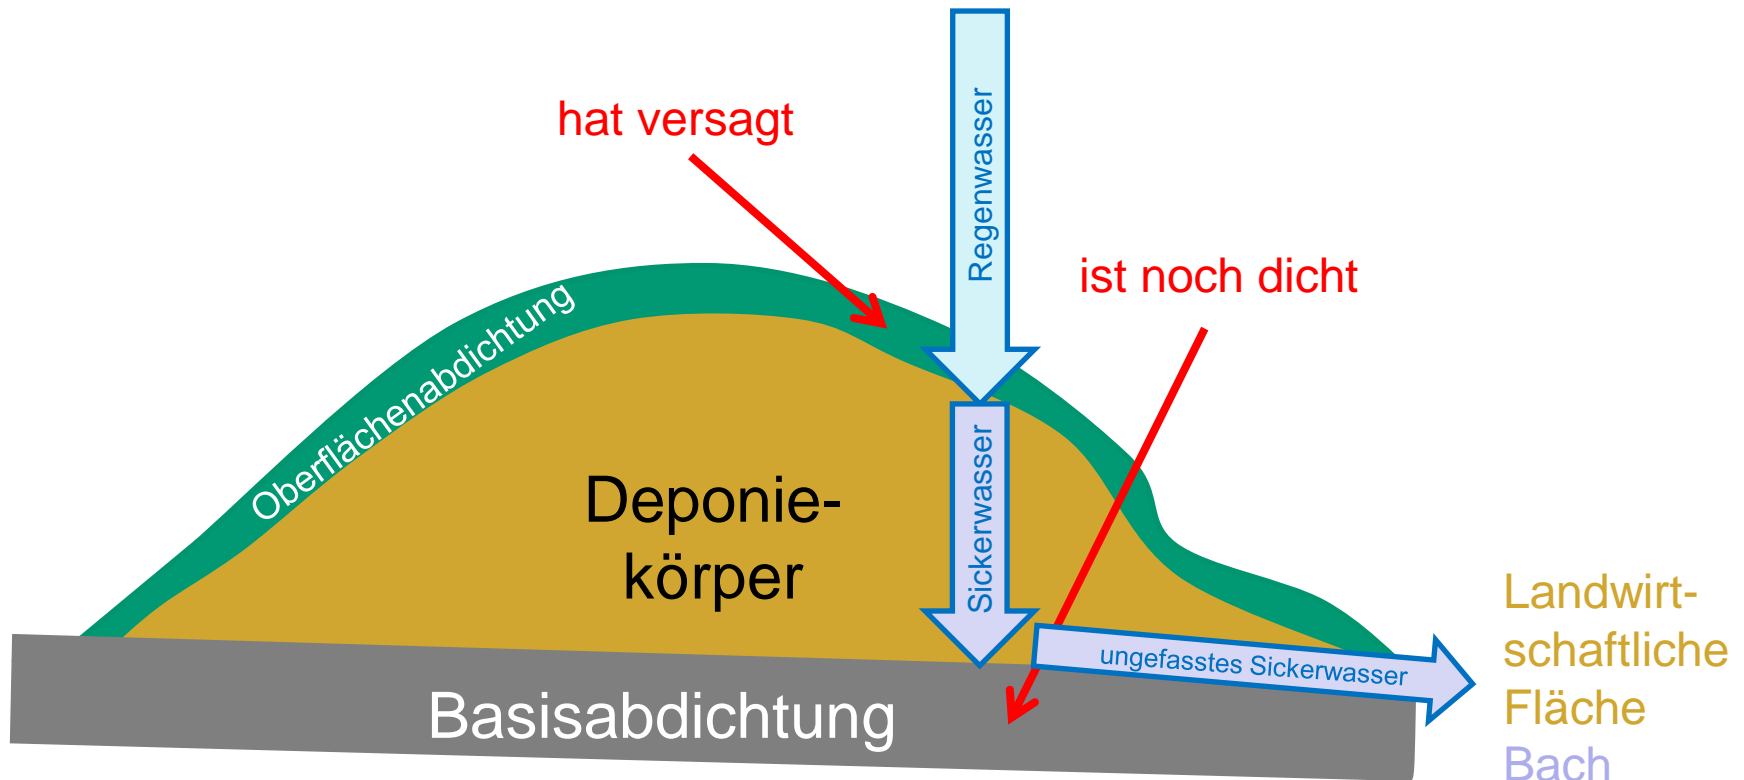 hat versagt
Regenwasser
ist noch dicht
Oberflächenabdichtung
Deponie-
körper
Sickerwasser
ungefasstes Sickerwasser
Basisabdichtung
Landwirt-
schaftliche
Fläche
Bach